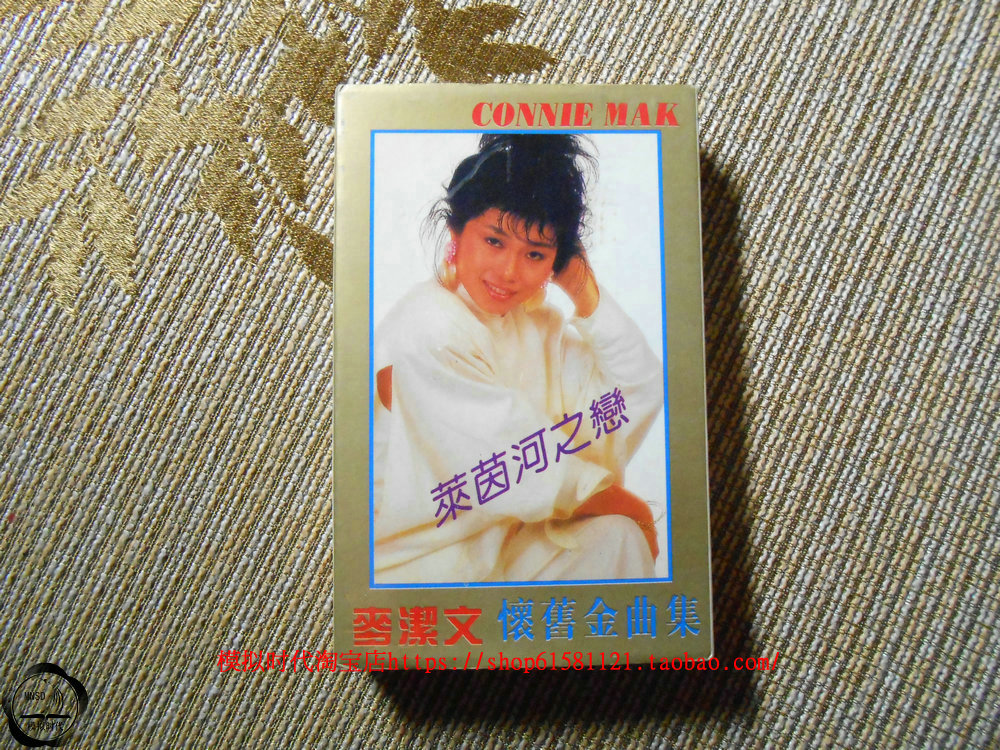 CONNIE MAK
萊茵河之戀
麥潔文 懷舊金曲集
模拟时代淘宝店https://shop61581121.taobao.com/
MNSD